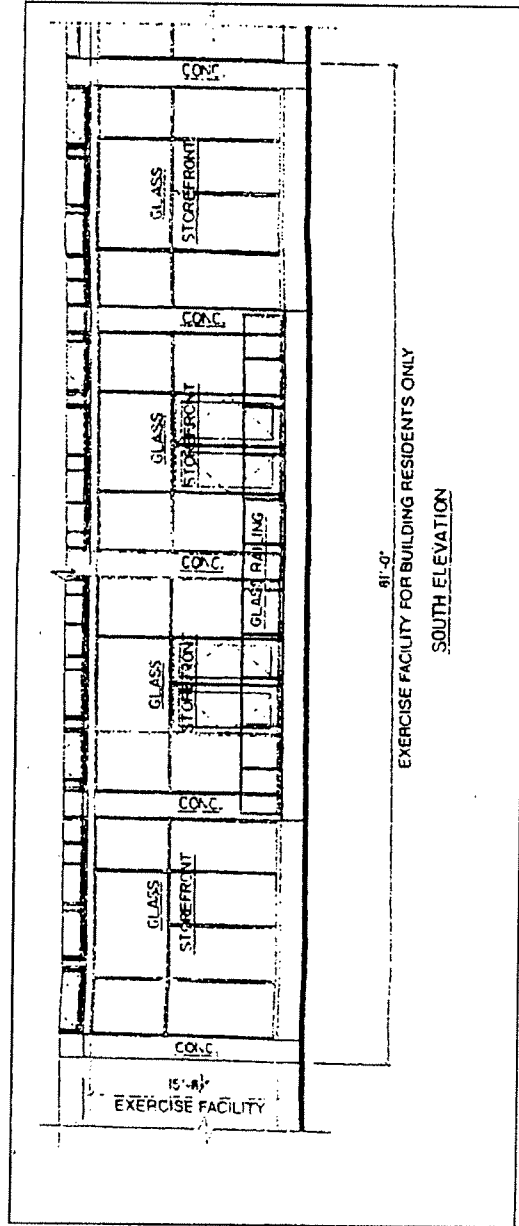 CONC.
GLASS
STOREFRONT
CONC.
GLASS
STOREFRONT
CONC.
GLASS
STOREFRONT
GLASS RAILING
CONC.
GLASS
STOREFRONT
CONC.
EXERCISE FACILITY
81'-0"
EXERCISE FACILITY FOR BUILDING RESIDENTS ONLY
SOUTH ELEVATION